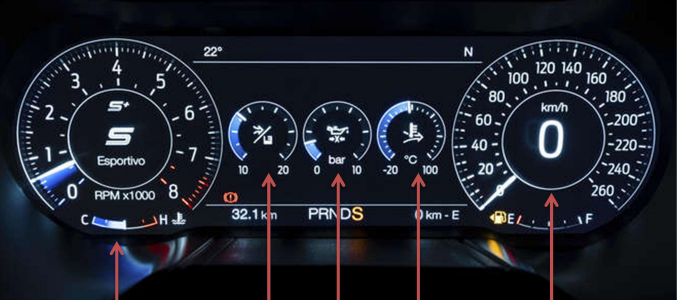 22° N
0 1 2 3 4 5 6 7 8
S+
S
Esportivo
RPM x1000
C H
10 20
0 bar 10
-20 °C 100
32.1 km PRNDS 0 km - E
0 20 40 60 80 100 120 140 160 180 200 220 240 260
km/h
0
E F